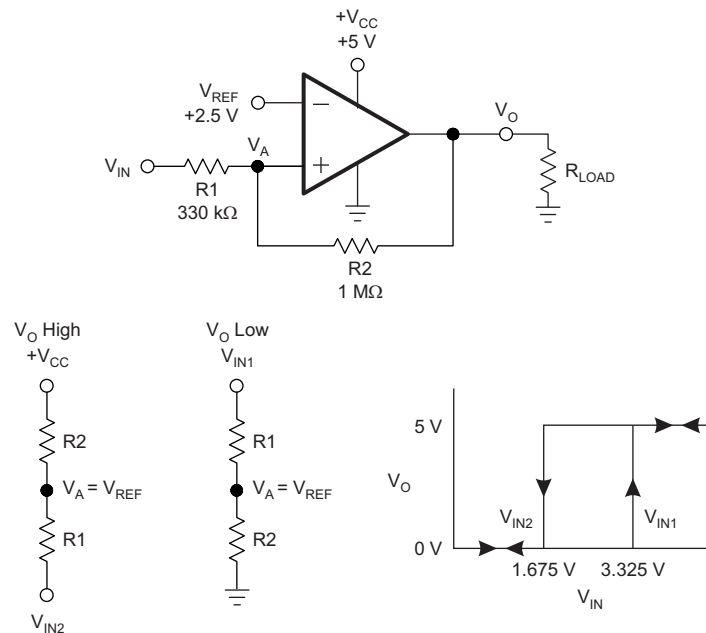 +V_CC
+5 V
V_REF
+2.5 V
−
V_O
V_A
V_IN
+
R1
330 kΩ
R_LOAD
R2
1 MΩ
V_O High
+V_CC
R2
V_A = V_REF
R1
V_IN2
V_O Low
V_IN1
R1
V_A = V_REF
R2
5 V
V_O
V_IN2
V_IN1
0 V
1.675 V
3.325 V
V_IN